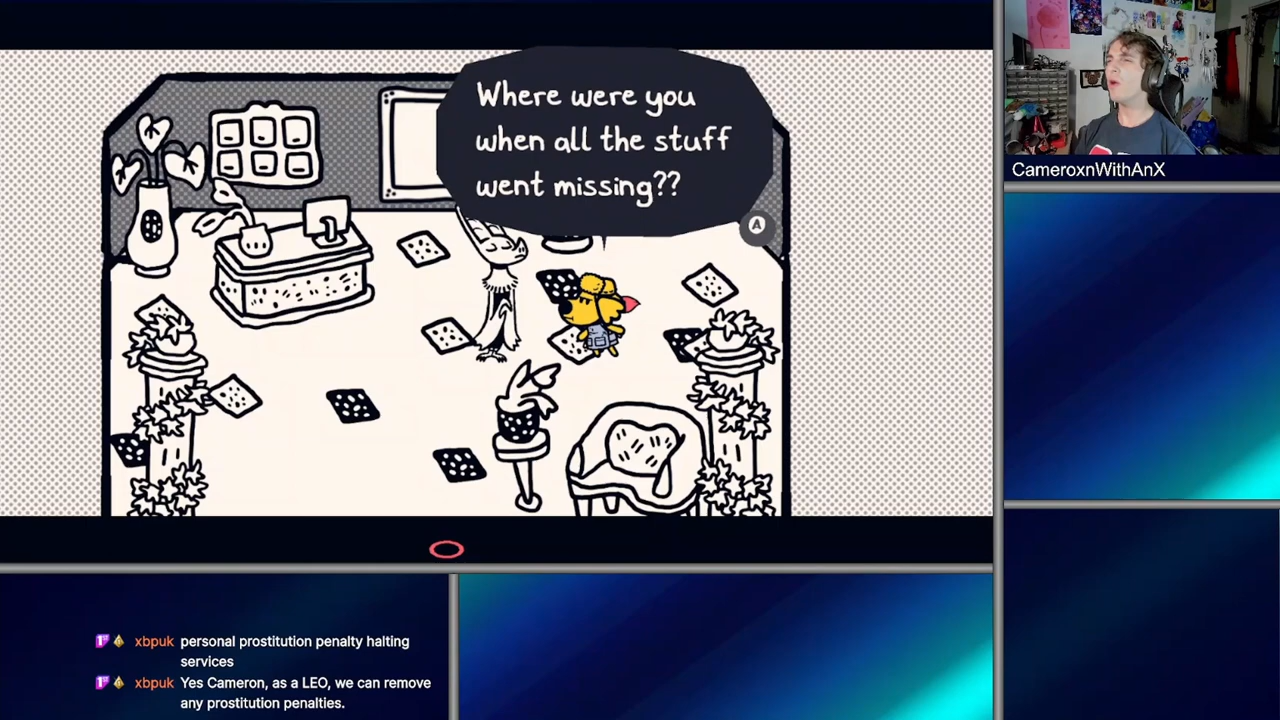 Where were you
when all the stuff
went missing??
A
CameroxnWithAnX
xbpuk personal prostitution penalty halting
services
xbpuk Yes Cameron, as a LEO, we can remove
any prostitution penalties.